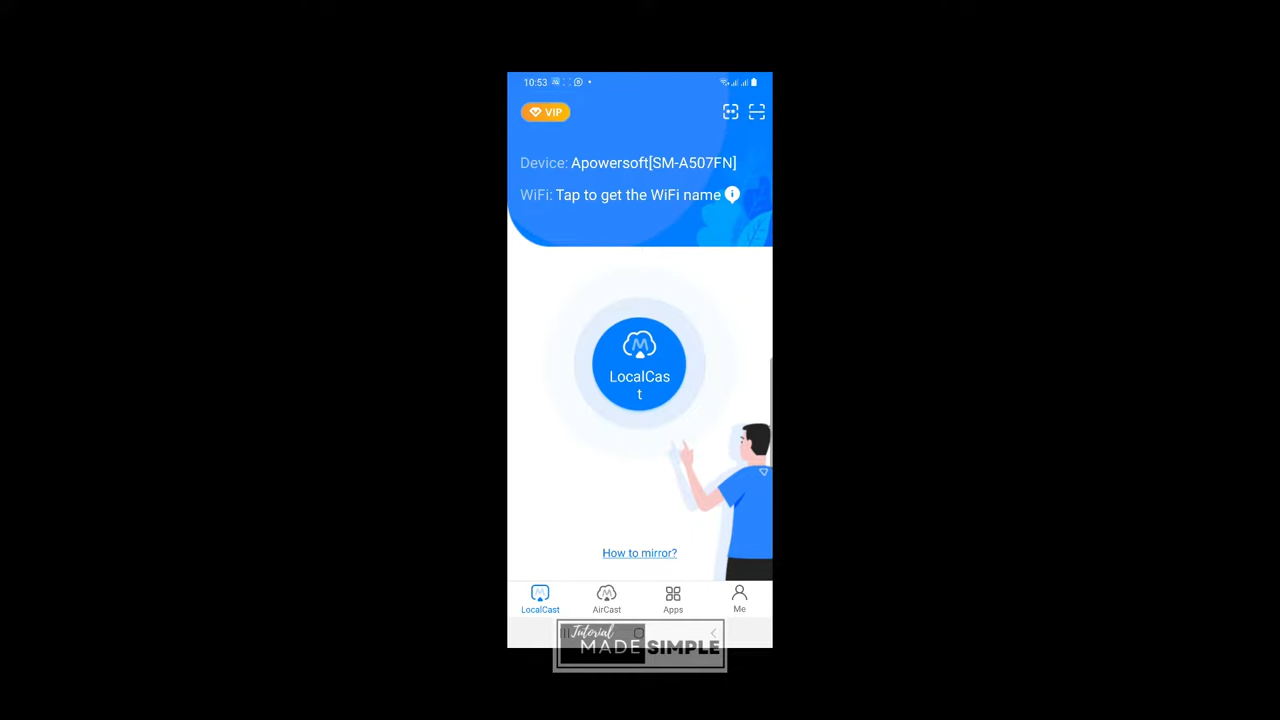 10:53
VIP
Device: Apowersoft[SM-A507FN]
WiFi: Tap to get the WiFi name
LocalCas
t
How to mirror?
LocalCast
AirCast
Apps
Me
Tutorial
MADE SIMPLE